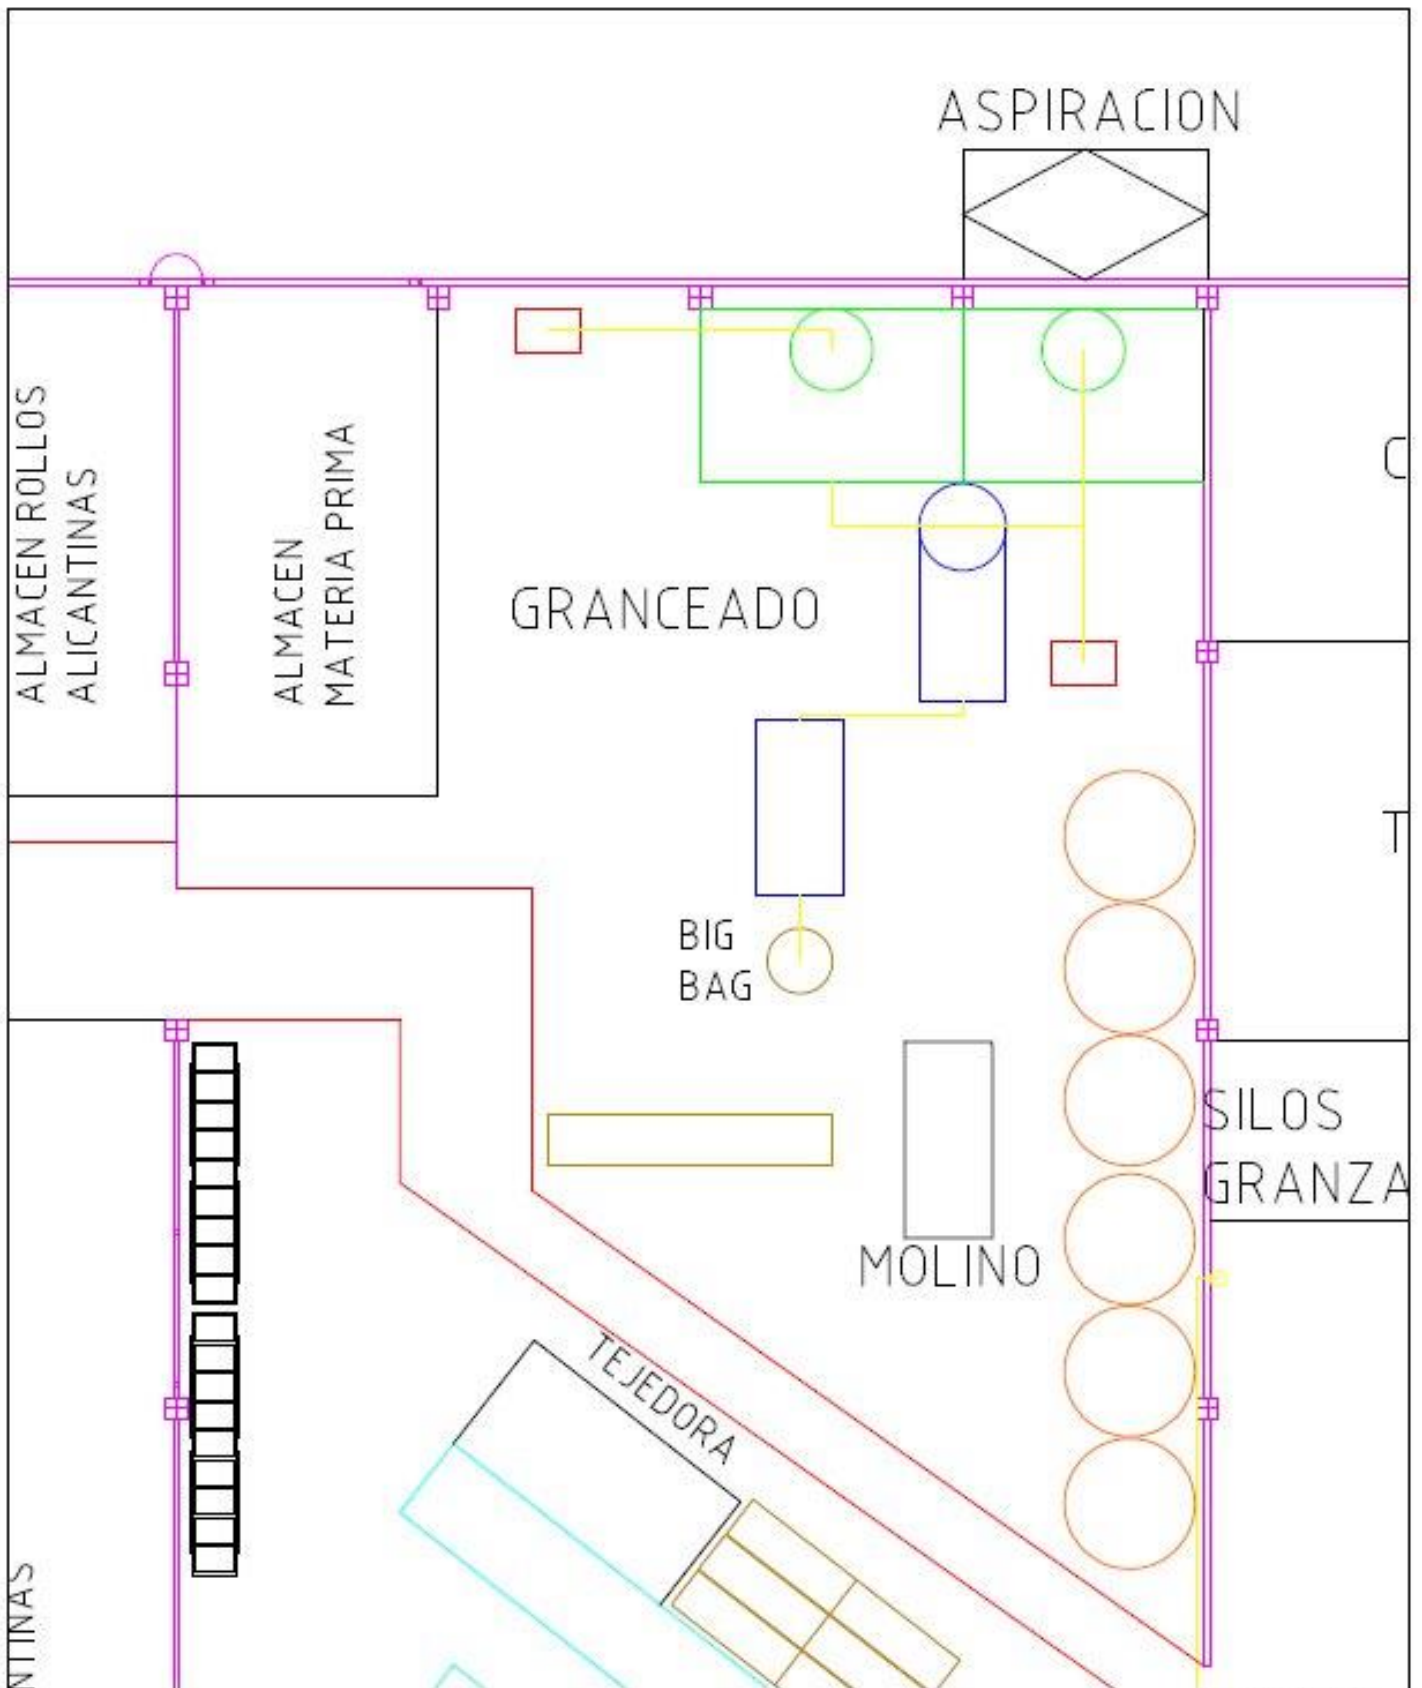 ASPIRACION
ALMACEN ROLLOS
ALICANTINAS
ALMACEN
MATERIA PRIMA
C
GRANCEADO
T
BIG
BAG
SILOS
GRANZA
MOLINO
TEJEDORA
NTINAS